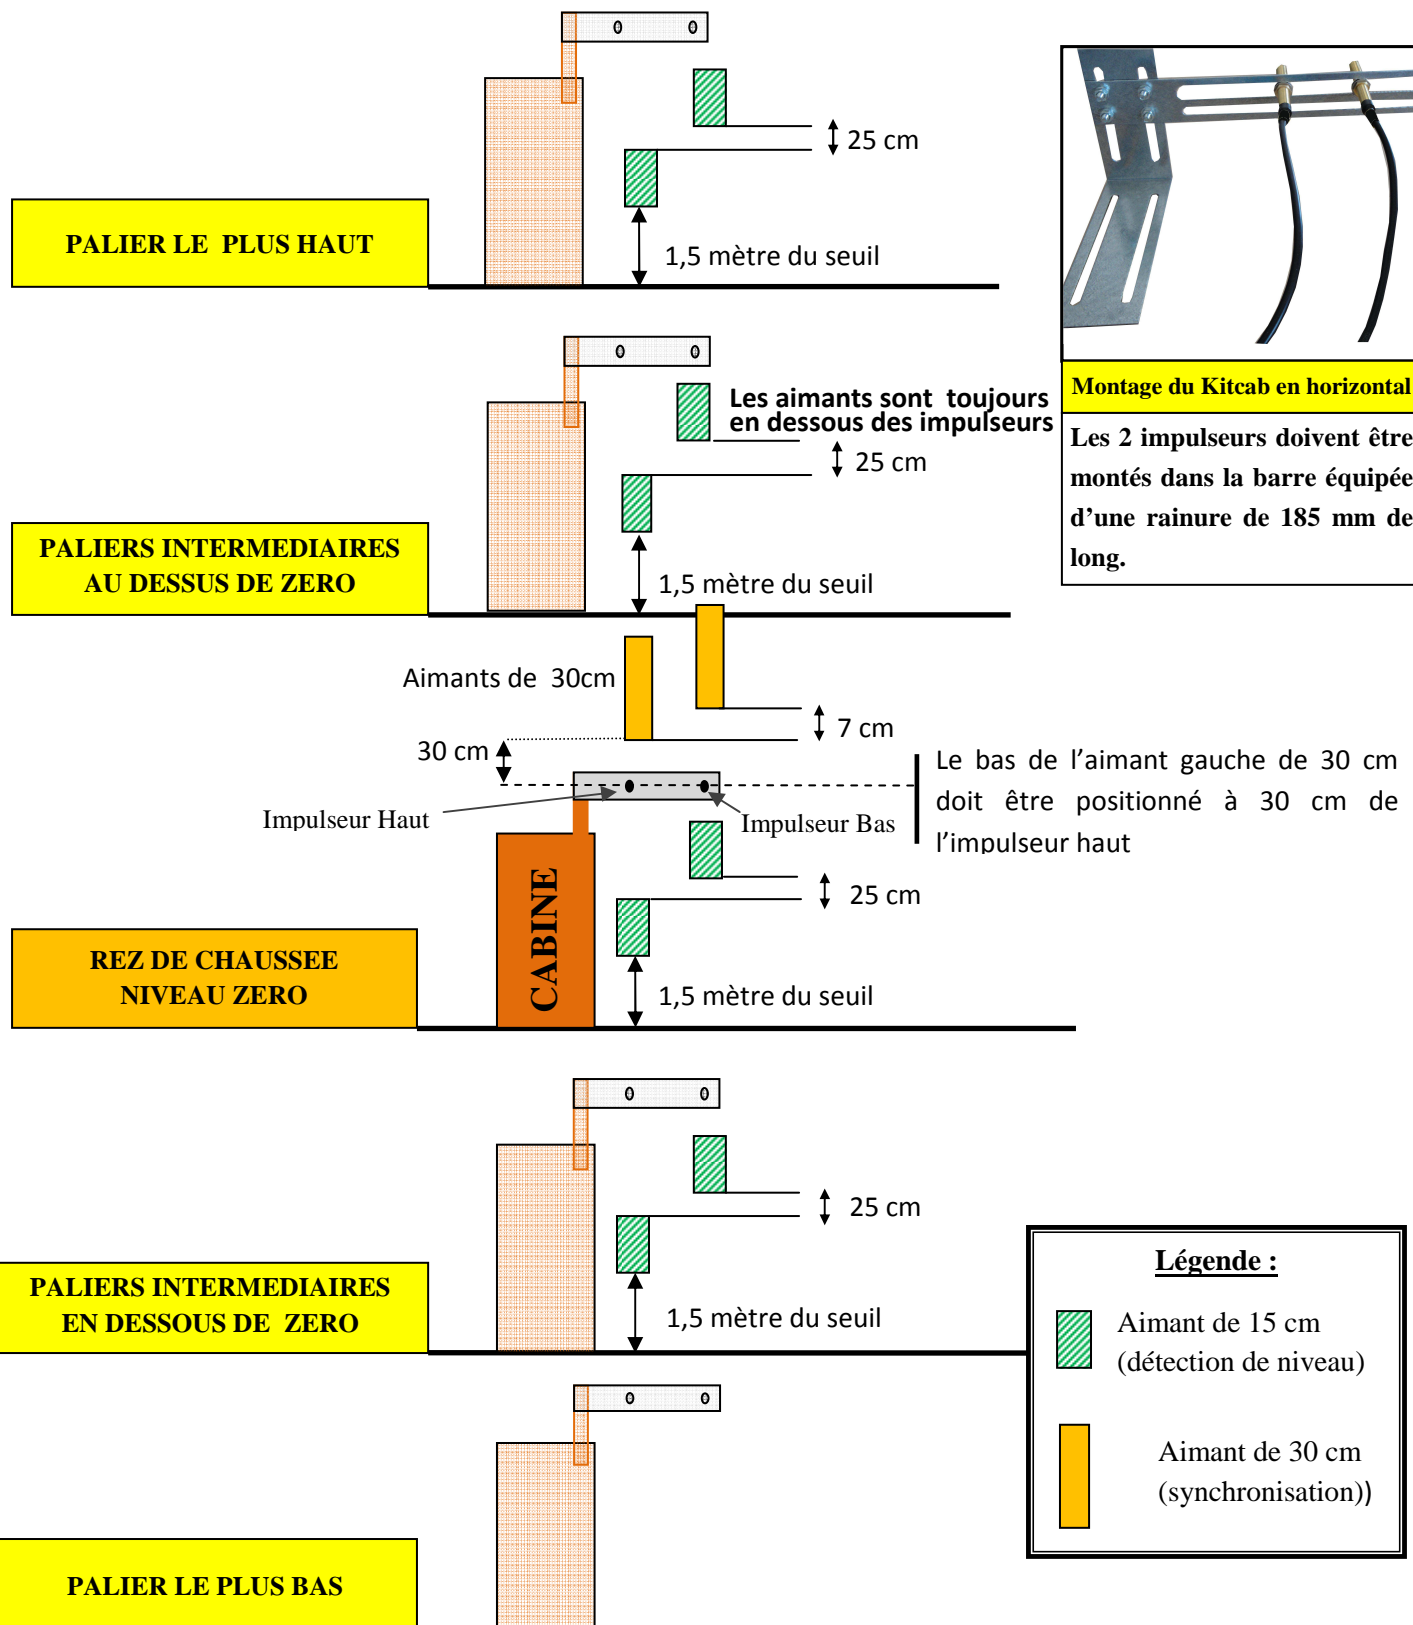 25 cm
PALIER LE PLUS HAUT
1,5 mètre du seuil
Montage du Kitcab en horizontal
Les 2 impulseurs doivent être
montés dans la barre équipée
d’une rainure de 185 mm de
long.
Les aimants sont toujours
en dessous des impulseurs
25 cm
PALIERS INTERMEDIAIRES
AU DESSUS DE ZERO
1,5 mètre du seuil
Aimants de 30cm
7 cm
30 cm
Le bas de l’aimant gauche de 30 cm
doit être positionné à 30 cm de
l’impulseur haut
Impulseur Haut
Impulseur Bas
CABINE
25 cm
REZ DE CHAUSSEE
NIVEAU ZERO
1,5 mètre du seuil
25 cm
PALIERS INTERMEDIAIRES
EN DESSOUS DE ZERO
1,5 mètre du seuil
Légende :
Aimant de 15 cm
(détection de niveau)
Aimant de 30 cm
(synchronisation))
PALIER LE PLUS BAS